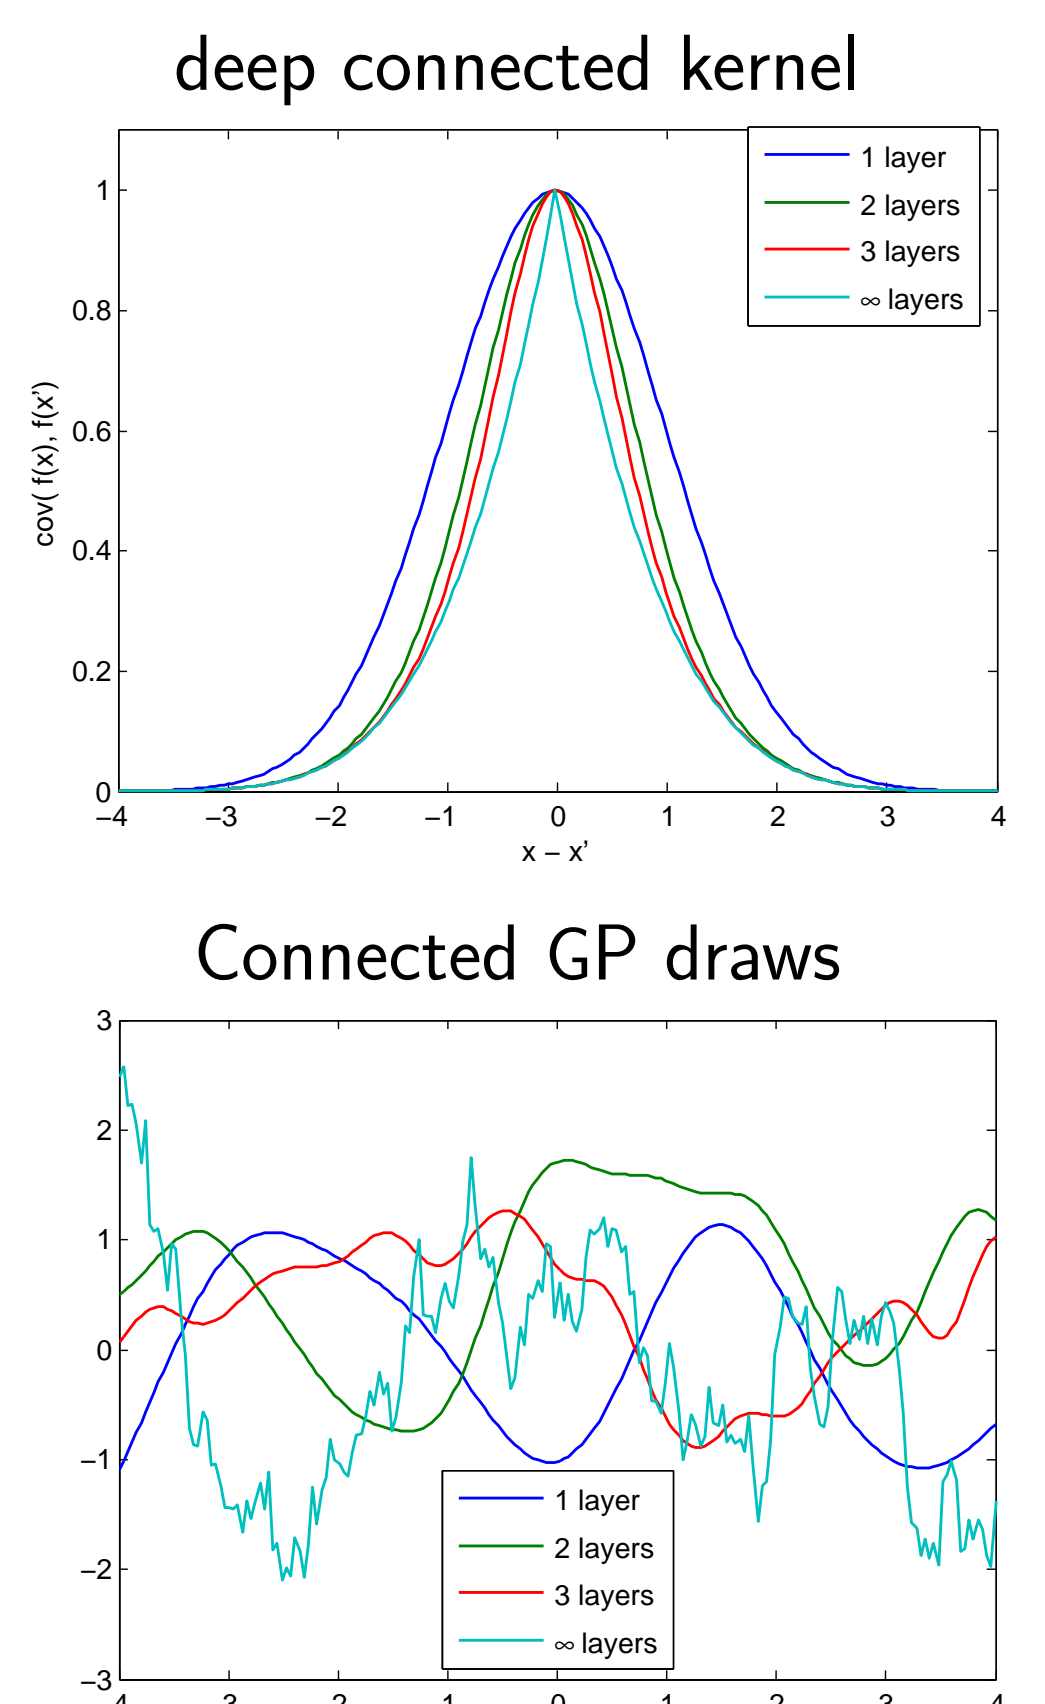 deep connected kernel
1 layer
2 layers
3 layers
∞ layers
1
0.8
0.6
0.4
0.2
0
cov( f(x), f(x')
−4 −3 −2 −1 0 1 2 3 4
x − x'
Connected GP draws
3
2
1
0
−1
−2
−3
1 layer
2 layers
3 layers
∞ layers